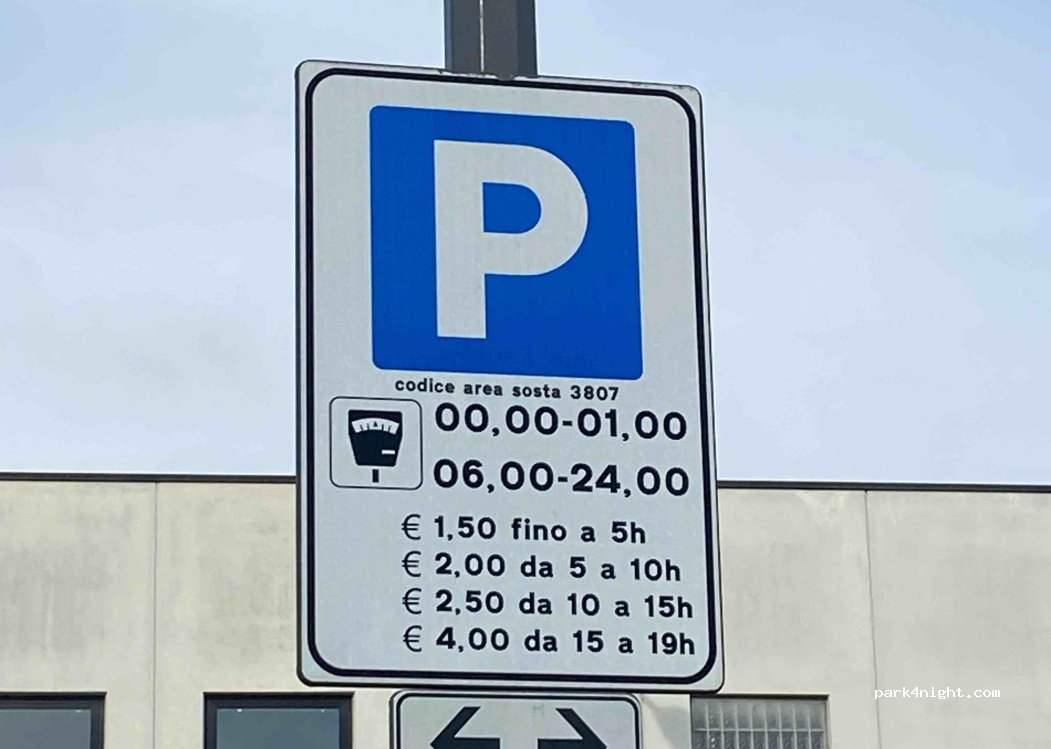 P
codice area sosta 3807
00,00-01,00
06,00-24,00
€ 1,50 fino a 5h
€ 2,00 da 5 a 10h
€ 2,50 da 10 a 15h
€ 4,00 da 15 a 19h
park4night.com